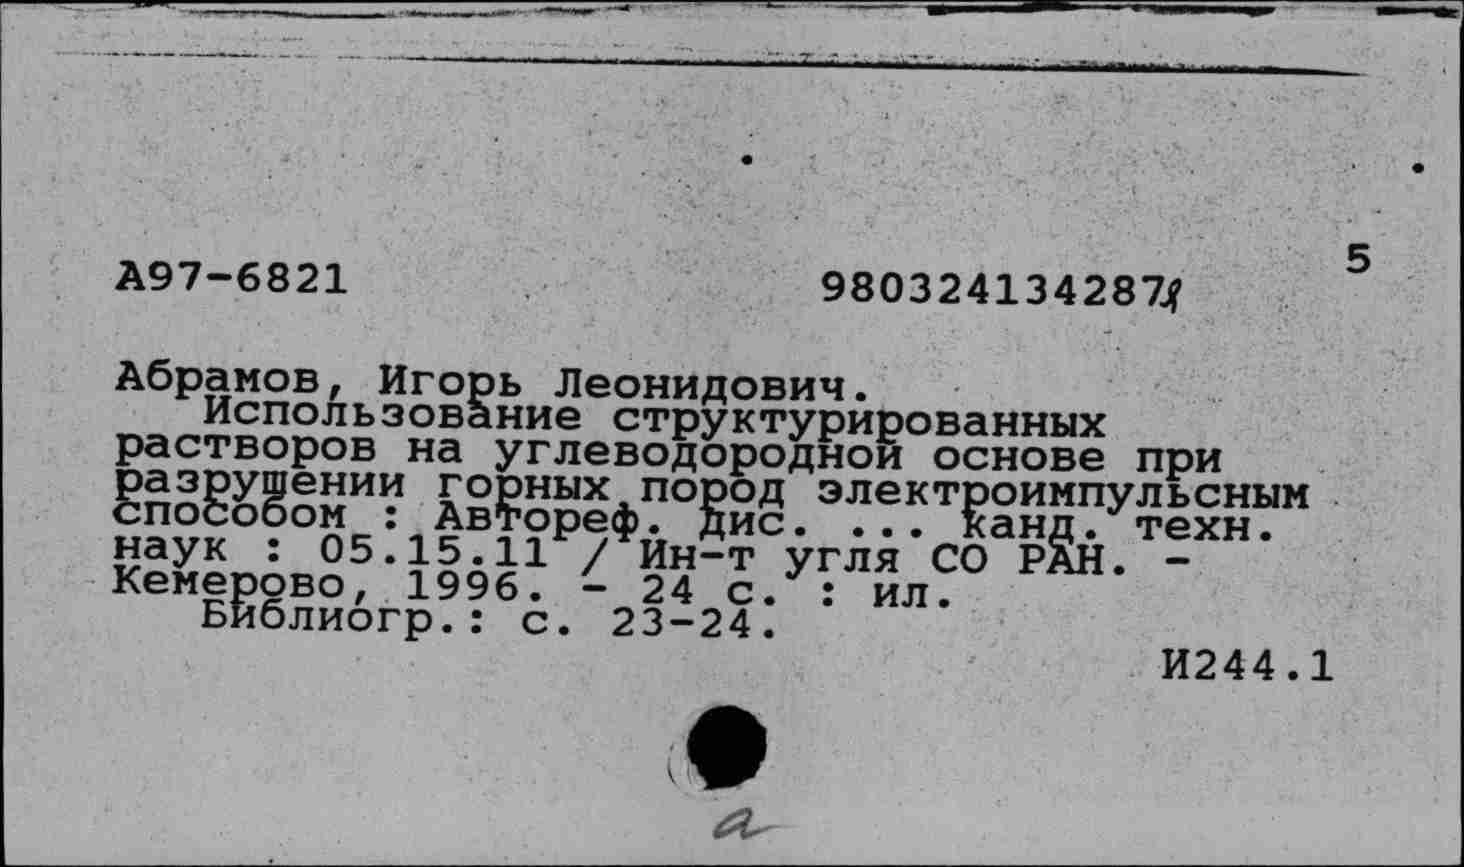 5
А97-6821 980324134287Я
Абрамов, Игорь Леонидович.
Использование структурированных
растворов на углеводородной основе при
разрушении горных пород электроимпульсным
способом : Автореф. дис. ... канд. техн.
наук : 05.15.11 / Ин-т угля СО РАН. -
Кемерово, 1996. - 24 с. : ил.
Библиогр.: с. 23-24.
И244.1
а